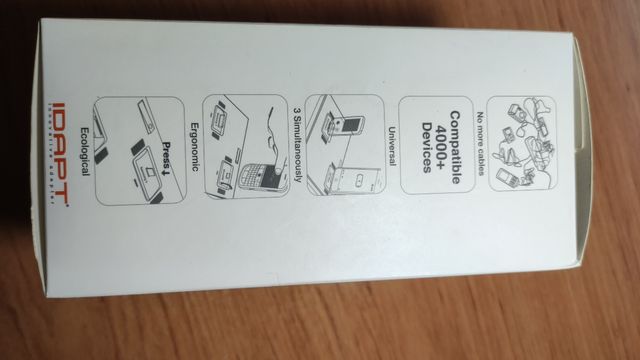 No more cables
Compatible
4000+
Devices
Universal
3 Simultaneously
Ergonomic
Press↓
Ecological
IDAPT®
innovative adapter